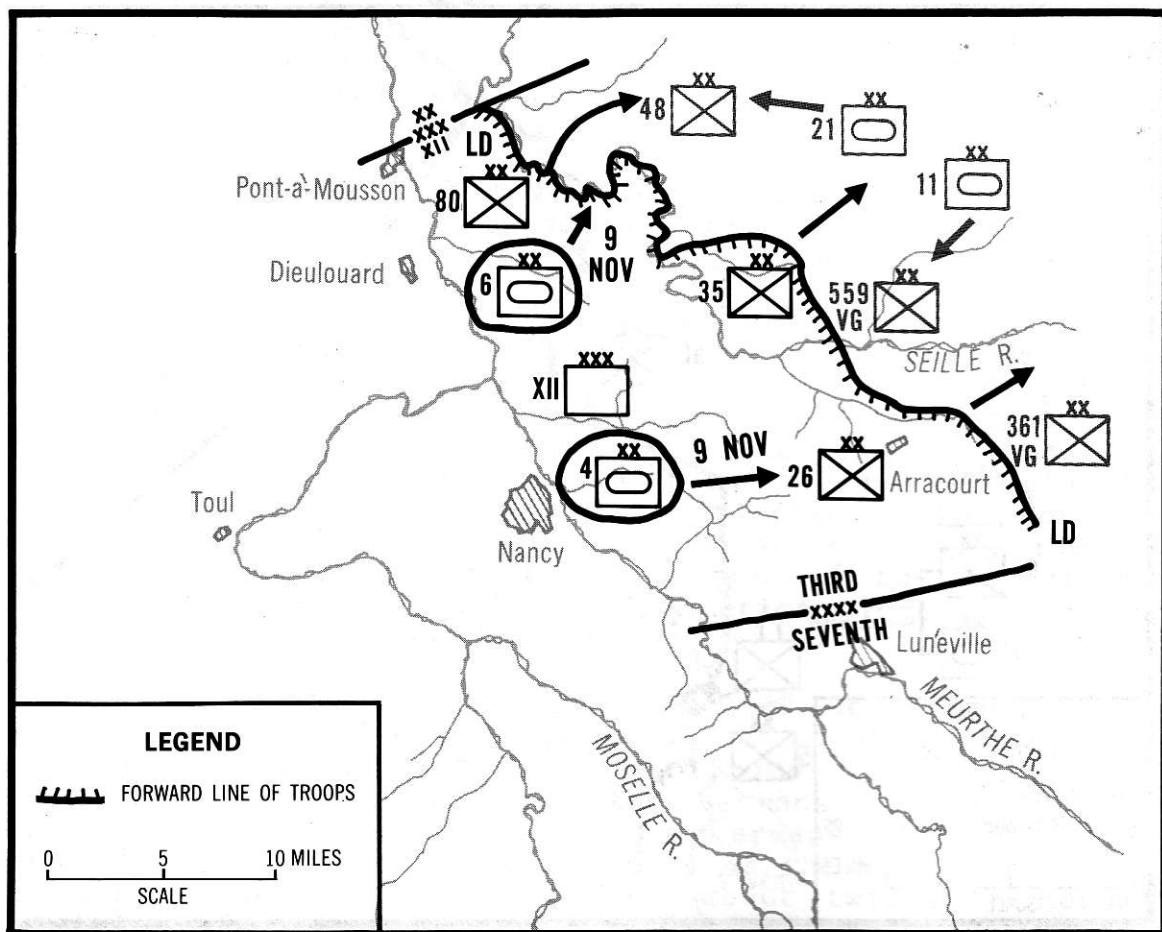 XX
48
XX
21
XX
11
XX
XXX
XII
LD
Pont-à-Mousson
XX
80
9
NOV
Dieulouard
XX
6
XX
35
XX
559
VG
SEILLE R.
XXX
XII
XX
361
VG
XX
4
9 NOV
XX
26
Arracourt
Toul
Nancy
LD
THIRD
XXXX
SEVENTH
Lunéville
MEURTHE R.
MOSELLE R.
LEGEND
FORWARD LINE OF TROOPS
0 5 10 MILES
SCALE